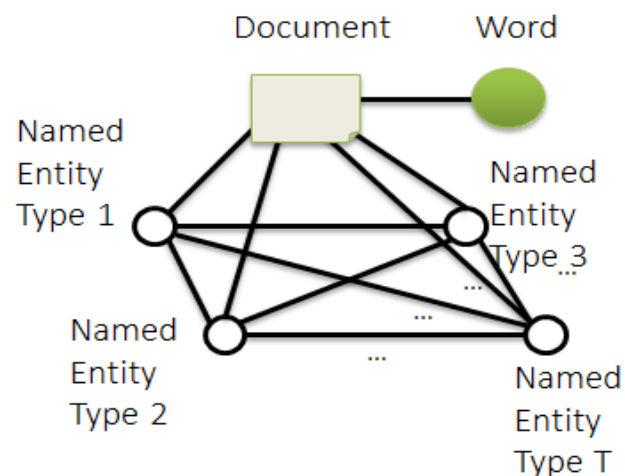 Document
Word
Named
Entity
Type 1
Named
Entity
Type 3
...
...
...
...
Named
Entity
Type 2
Named
Entity
Type T